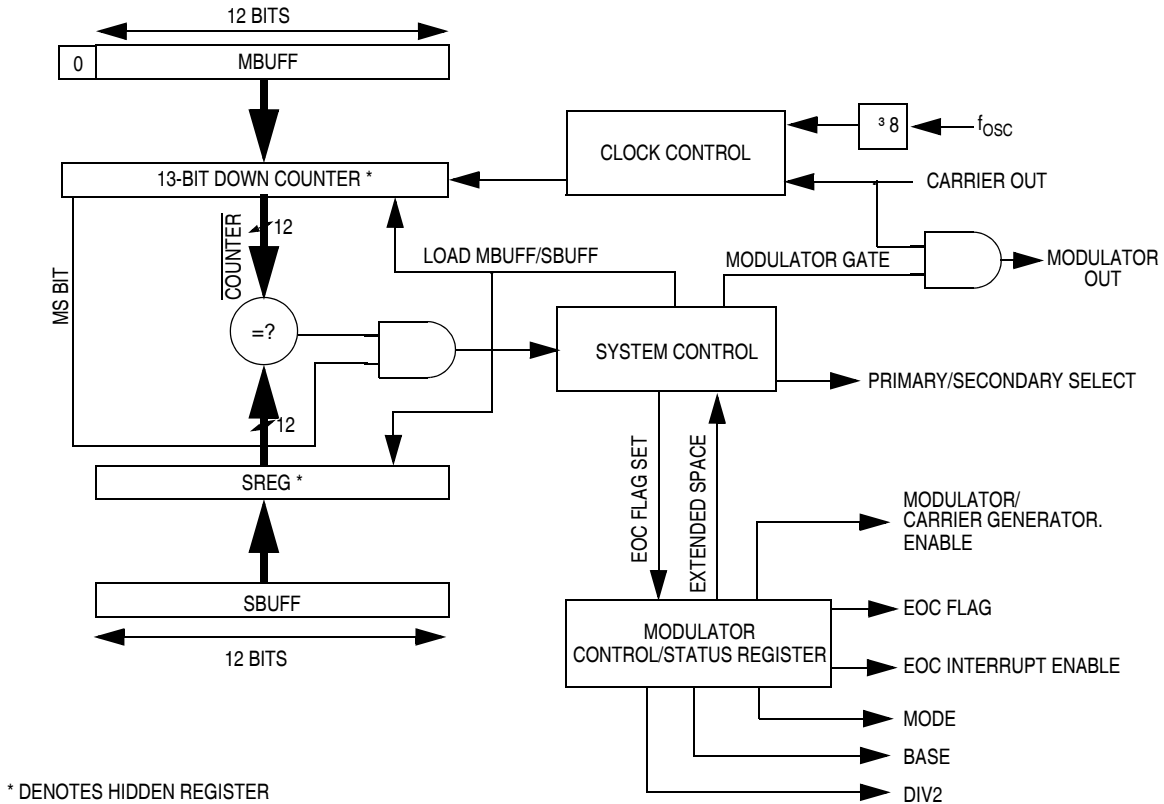 12 BITS
0
MBUFF
³ 8
fOSC
CLOCK CONTROL
13-BIT DOWN COUNTER *
CARRIER OUT
12
COUNTER
LOAD MBUFF/SBUFF
MODULATOR GATE
MODULATOR
OUT
MS BIT
=?
SYSTEM CONTROL
PRIMARY/SECONDARY SELECT
12
SREG *
EOC FLAG SET
EXTENDED SPACE
MODULATOR/
CARRIER GENERATOR.
ENABLE
SBUFF
12 BITS
MODULATOR
CONTROL/STATUS REGISTER
EOC FLAG
EOC INTERRUPT ENABLE
MODE
BASE
DIV2
* DENOTES HIDDEN REGISTER